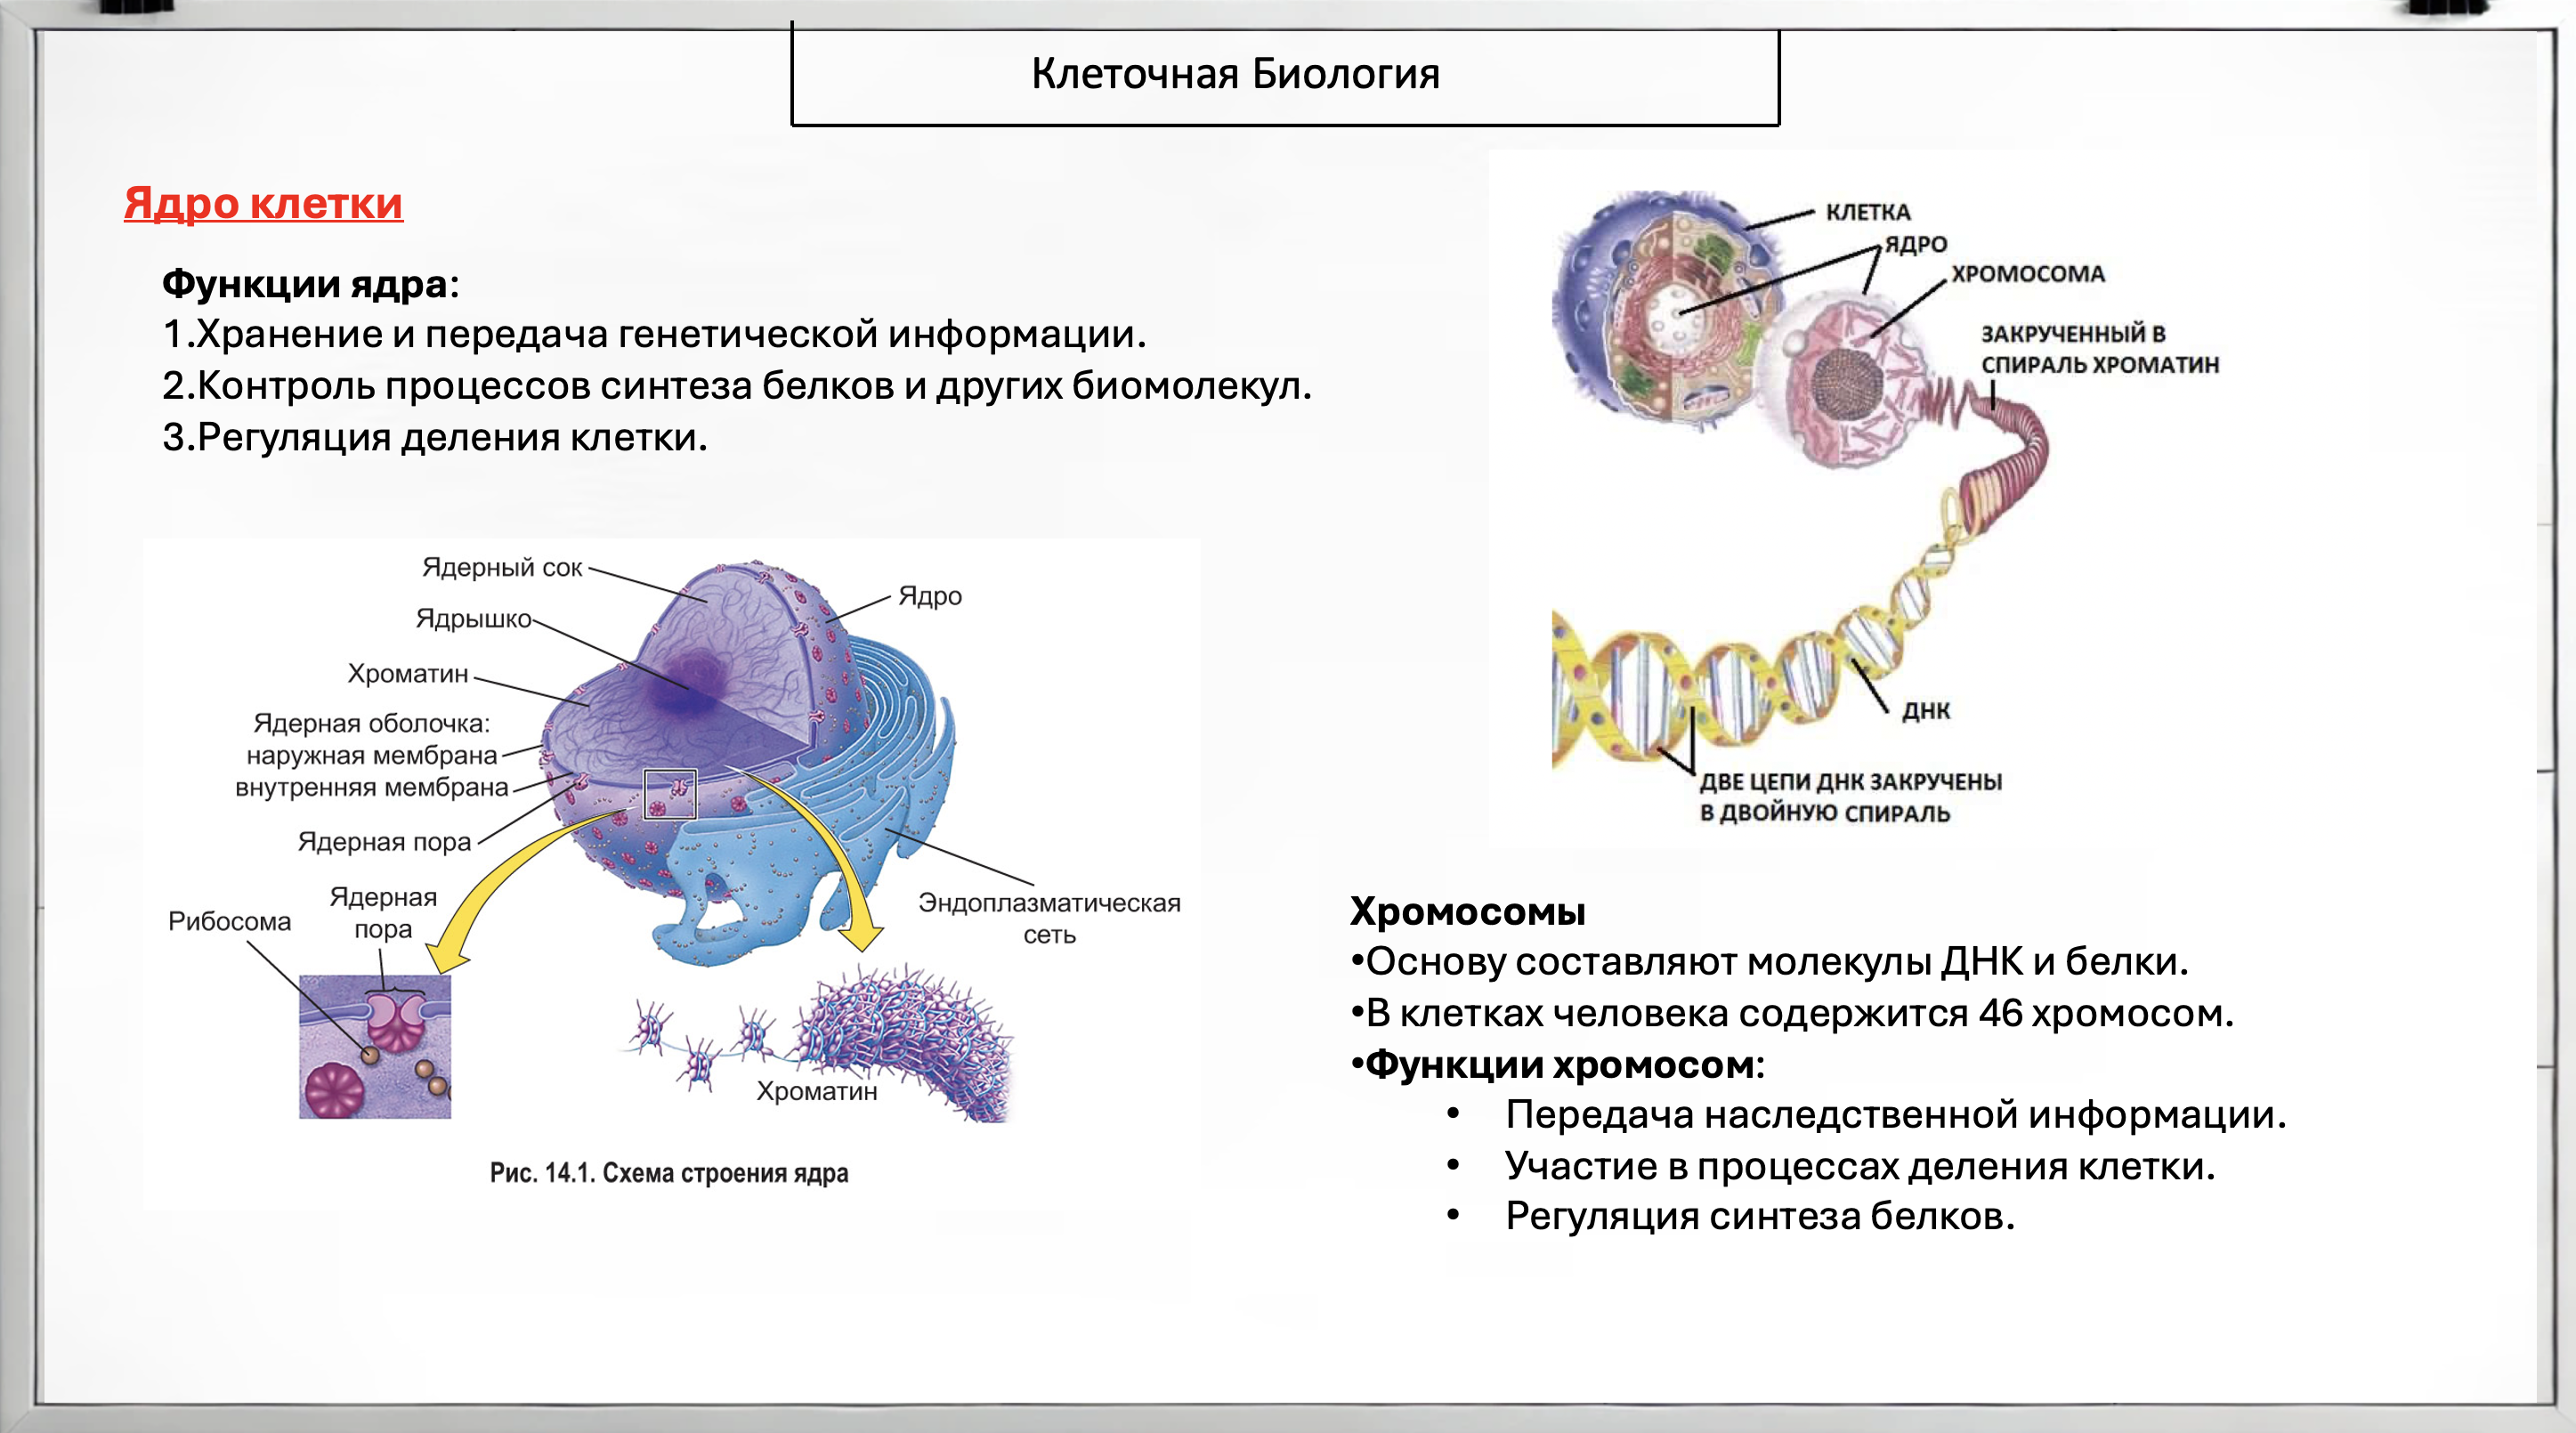 Клеточная Биология
Ядро клетки
Функции ядра:
1.Хранение и передача генетической информации.
2.Контроль процессов синтеза белков и других биомолекул.
3.Регуляция деления клетки.
Ядерный сок
Ядрышко
Хроматин
Ядерная оболочка:
наружная мембрана
внутренняя мембрана
Ядерная пора
Ядро
Эндоплазматическая
сеть
Рибосома
Ядерная
пора
Хроматин
Рис. 14.1. Схема строения ядра
КЛЕТКА
ЯДРО
ХРОМОСОМА
ЗАКРУЧЕННЫЙ В
СПИРАЛЬ ХРОМАТИН
ДНК
ДВЕ ЦЕПИ ДНК ЗАКРУЧЕНЫ
В ДВОЙНУЮ СПИРАЛЬ
Хромосомы
•Основу составляют молекулы ДНК и белки.
•В клетках человека содержится 46 хромосом.
•Функции хромосом:
• Передача наследственной информации.
• Участие в процессах деления клетки.
• Регуляция синтеза белков.